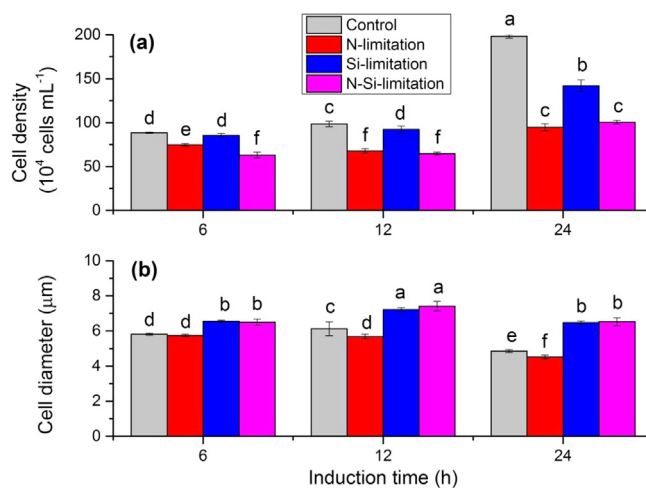 (a)
Control
N-limitation
Si-limitation
N-Si-limitation
Cell density
(10⁴ cells mL⁻¹)
200
150
100
50
0
d e d f
c f d f
a c b c
6 12 24
(b)
Cell diameter (μm)
10
8
6
4
2
0
d d b b
c d a a
e f b b
6 12 24
Induction time (h)